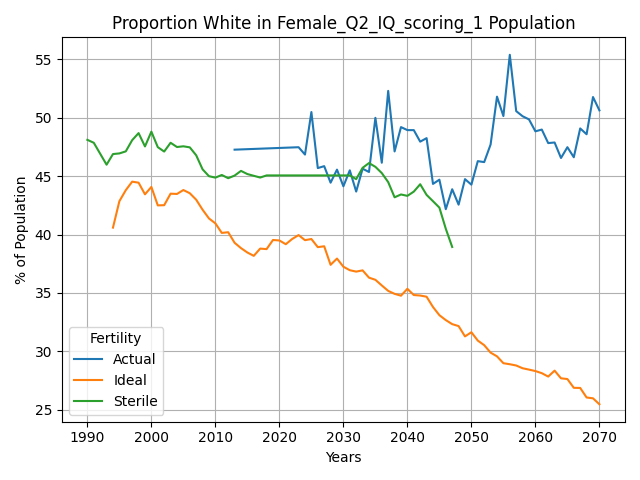 Proportion White in Female_Q2_IQ_scoring_1 Population
% of Population
55
50
45
40
35
30
25
Fertility
Actual
Ideal
Sterile
1990 2000 2010 2020 2030 2040 2050 2060 2070
Years